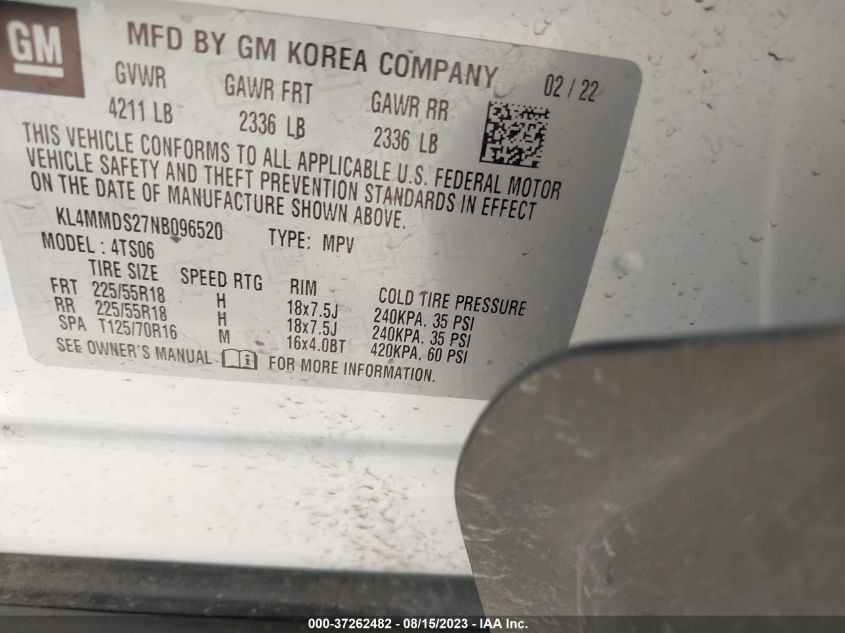 GM
MFD BY GM KOREA COMPANY
02 / 22
GVWR GAWR FRT GAWR RR
4211 LB 2336 LB 2336 LB
THIS VEHICLE CONFORMS TO ALL APPLICABLE U.S. FEDERAL MOTOR
VEHICLE SAFETY AND THEFT PREVENTION STANDARDS IN EFFECT
ON THE DATE OF MANUFACTURE SHOWN ABOVE.
KL4MMDS27NB096520 TYPE: MPV
MODEL : 4TS06
TIRE SIZE SPEED RTG RIM COLD TIRE PRESSURE
FRT 225/55R18 H 18x7.5J 240KPA, 35 PSI
RR 225/55R18 H 18x7.5J 240KPA, 35 PSI
SPA T125/70R16 M 16x4.0BT 420KPA, 60 PSI
SEE OWNER'S MANUAL FOR MORE INFORMATION.
000-37262482 - 08/15/2023 - IAA Inc.